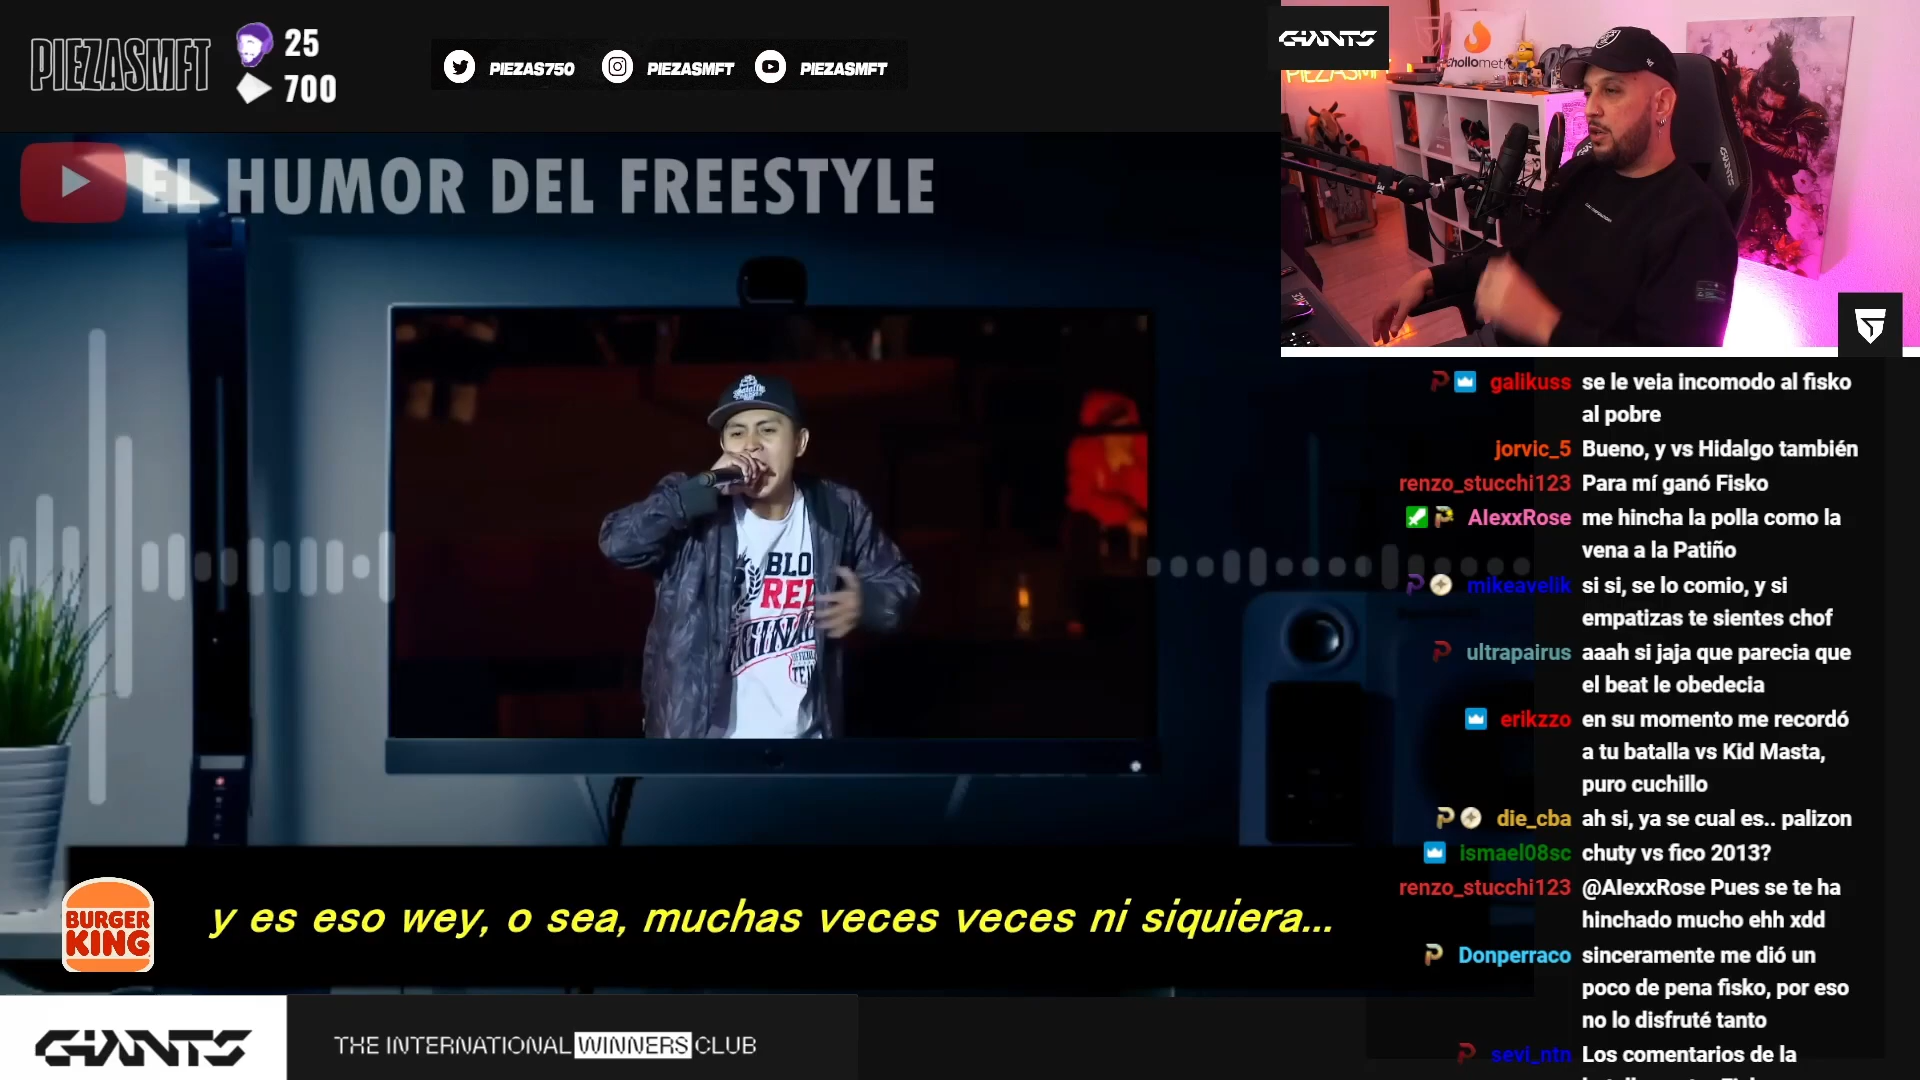 PIEZASMFT
25
700
PIEZAS750
PIEZASMFT
PIEZASMFT
GIANTS
chollometro
PIEZASMF
EL HUMOR DEL FREESTYLE
BLO
RED
galikuss se le veia incomodo al fisko
al pobre
jorvic_5 Bueno, y vs Hidalgo también
renzo_stucchi123 Para mí ganó Fisko
AlexxRose me hincha la polla como la
vena a la Patiño
mikeavelik si si, se lo comio, y si
empatizas te sientes chof
ultrapairus aaah si jaja que parecia que
el beat le obedecia
erikzzo en su momento me recordó
a tu batalla vs Kid Masta,
puro cuchillo
die_cba ah si, ya se cual es.. palizon
ismael08sc chuty vs fico 2013?
renzo_stucchi123 @AlexxRose Pues se te ha
hinchado mucho ehh xdd
Donperraco sinceramente me dió un
poco de pena fisko, por eso
no lo disfruté tanto
sevi_ntn Los comentarios de la
BURGER
KING
y es eso wey, o sea, muchas veces veces ni siquiera...
GIANTS
THE INTERNATIONAL WINNERS CLUB